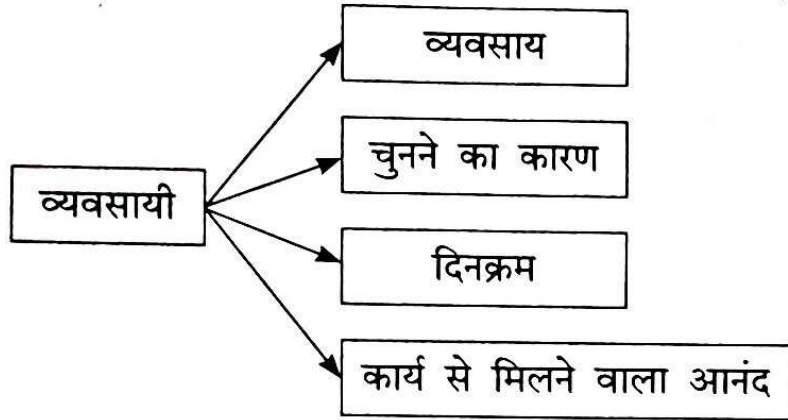 व्यवसाय
चुनने का कारण
व्यवसायी
दिनक्रम
कार्य से मिलने वाला आनंद